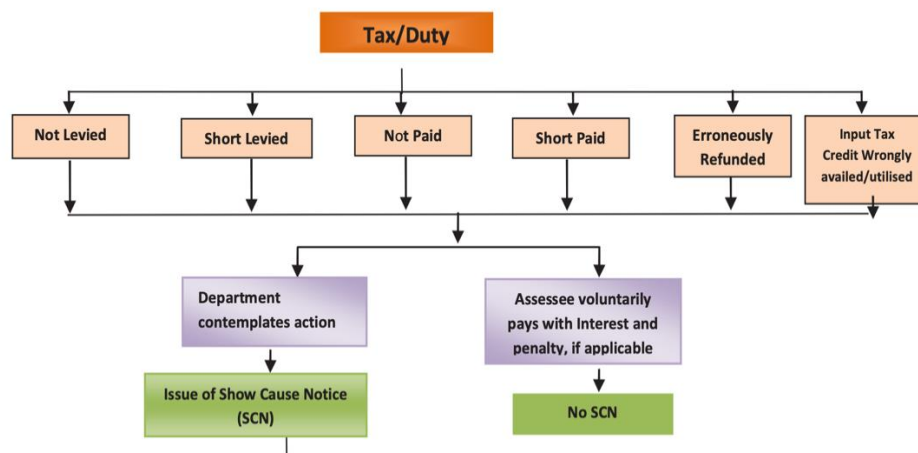 Tax/Duty
Not Levied
Short Levied
Not Paid
Short Paid
Erroneously
Refunded
Input Tax
Credit Wrongly
availed/utilised
Department
contemplates action
Assessee voluntarily
pays with Interest and
penalty, if applicable
Issue of Show Cause Notice
(SCN)
No SCN